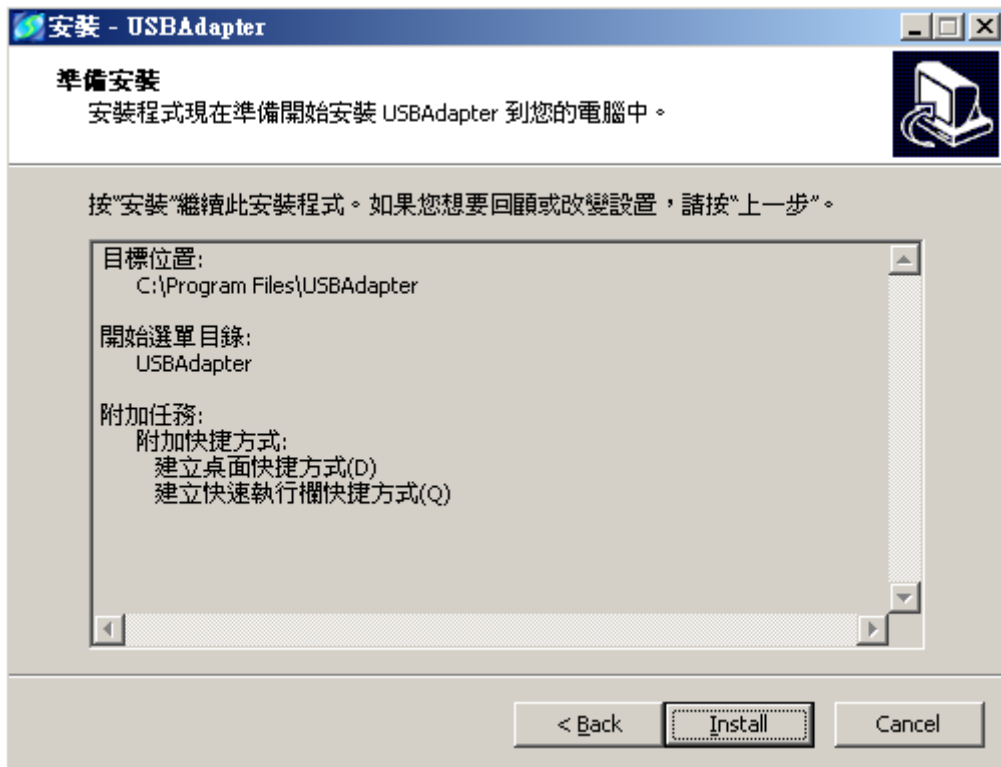 安裝 - USBAdapter
準備安裝
安裝程式現在準備開始安裝 USBAdapter 到您的電腦中。
按"安裝"繼續此安裝程式。如果您想要回顧或改變設置，請按"上一步"。
目標位置:
C:\Program Files\USBAdapter
開始選單目錄:
USBAdapter
附加任務:
附加快捷方式:
建立桌面快捷方式(D)
建立快速執行欄快捷方式(Q)
< Back Install Cancel